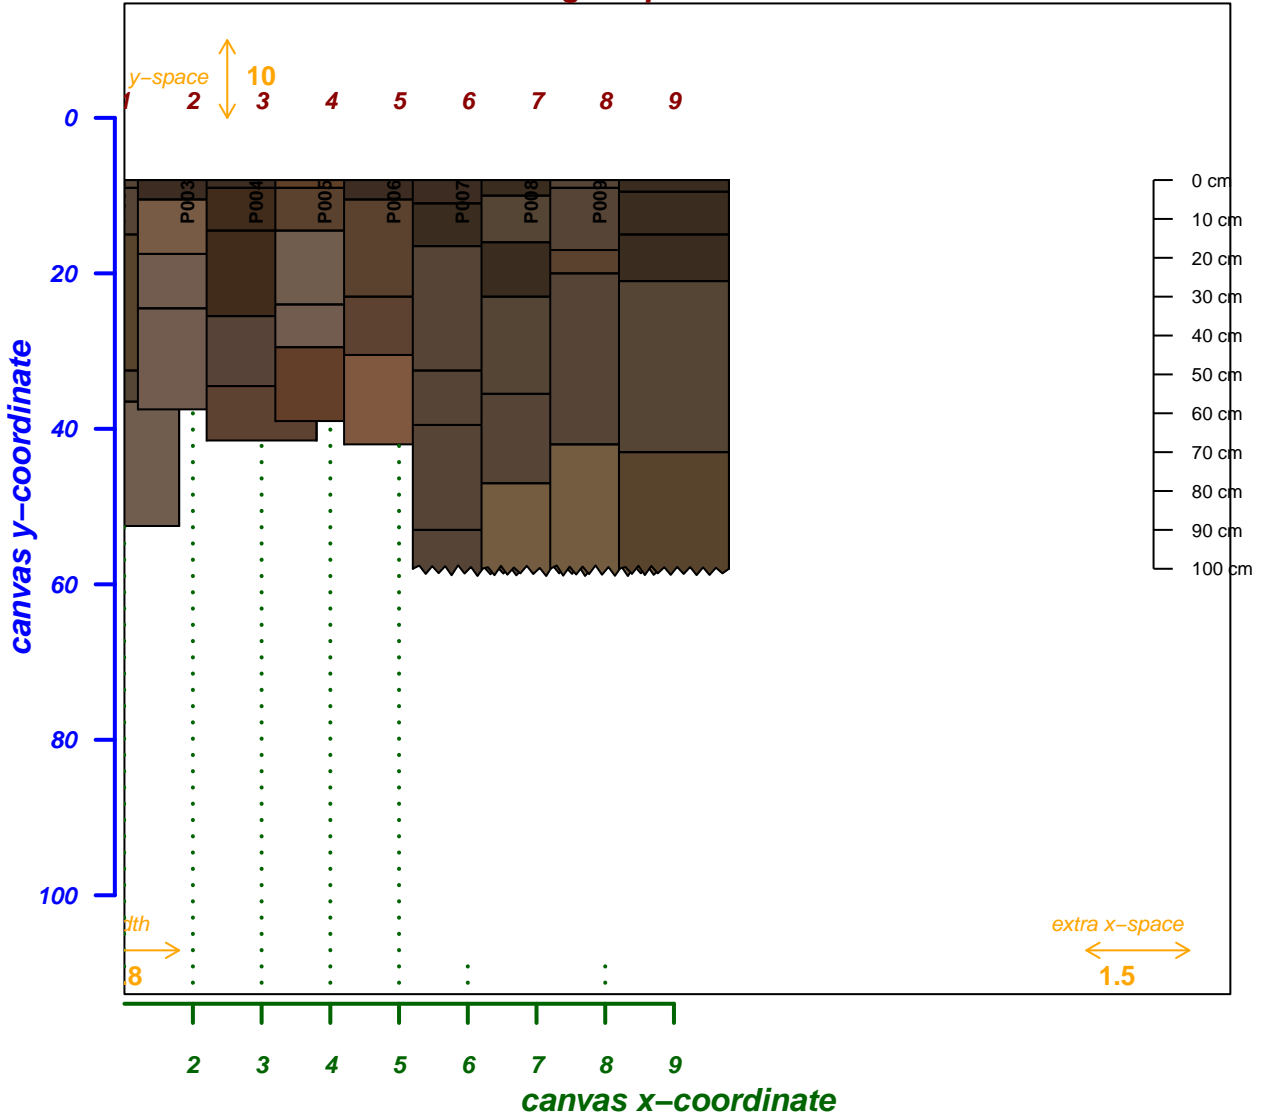 y−space
10
1 2 3 4 5 6 7 8 9
0
20
40
60
80
100
canvas y−coordinate
P003
P004
P005
P006
P007
P008
P009
0 cm
10 cm
20 cm
30 cm
40 cm
50 cm
60 cm
70 cm
80 cm
90 cm
100 cm
dth
.8
extra x−space
1.5
2 3 4 5 6 7 8 9
canvas x−coordinate